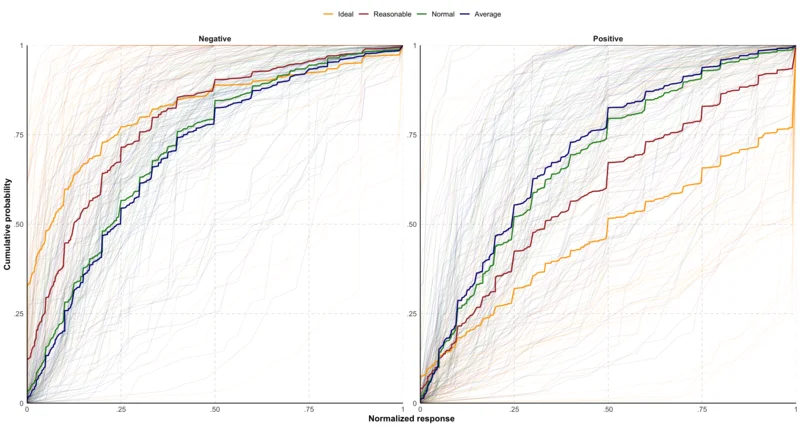 Ideal Reasonable Normal Average
Negative
Positive
Cumulative probability
1
.75
.50
.25
0
0 .25 .50 .75 1
1
.75
.50
.25
0
0 .25 .50 .75 1
Normalized response